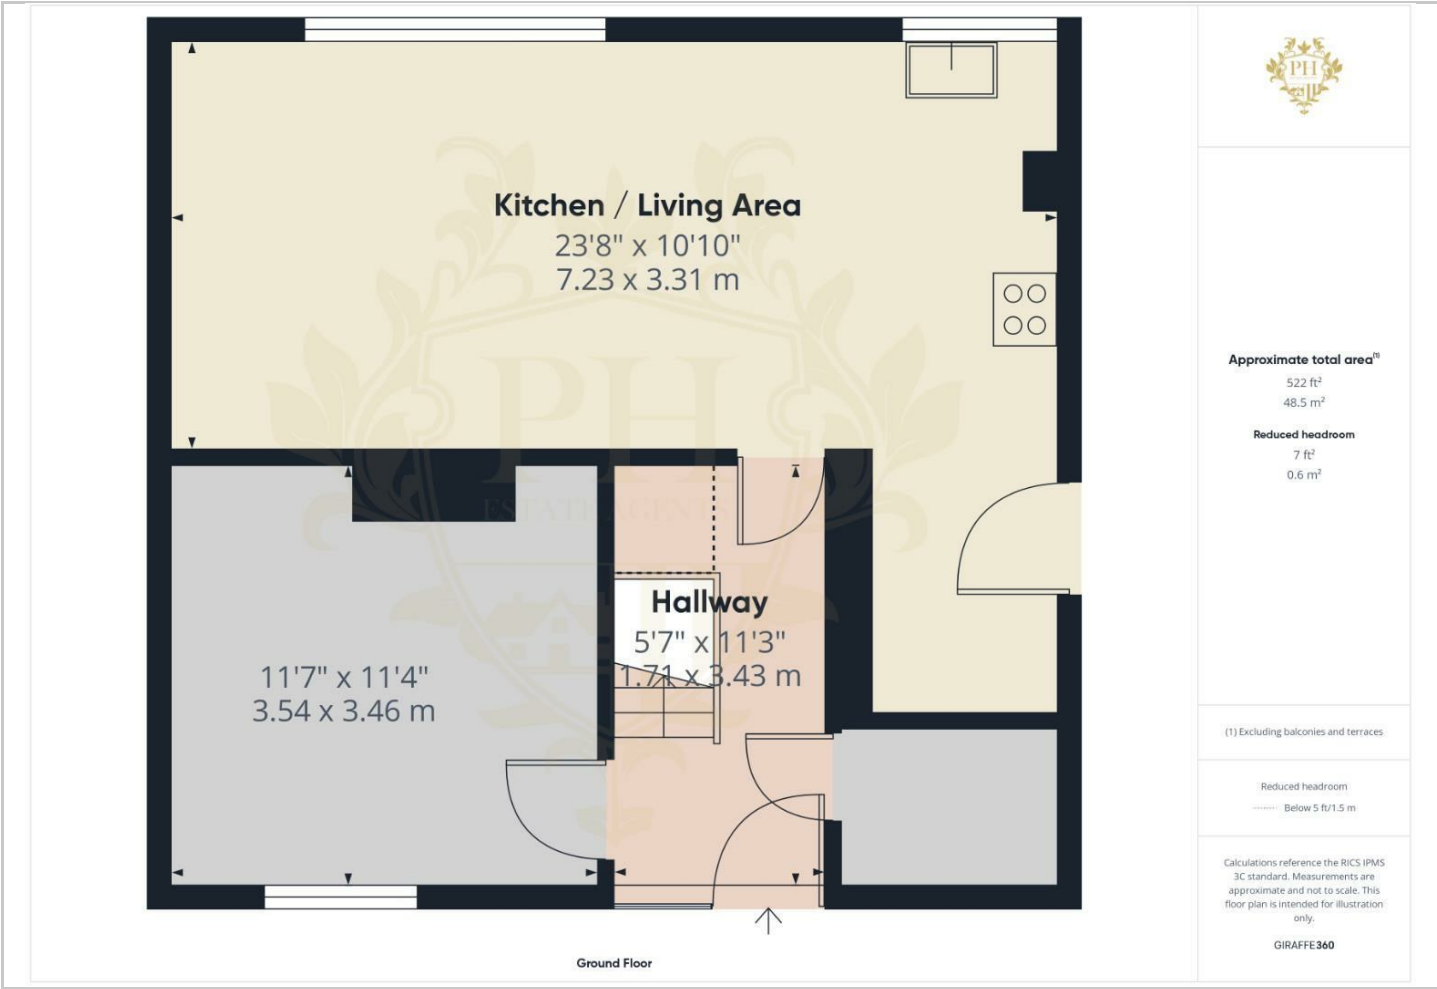 Kitchen / Living Area
23'8" x 10'10"
7.23 x 3.31 m
PH
ESTATE AGENTS
Hallway
5'7" x 11'3"
1.71 x 3.43 m
11'7" x 11'4"
3.54 x 3.46 m
Ground Floor
PH
Approximate total area(1)
522 ft²
48.5 m²
Reduced headroom
7 ft²
0.6 m²
(1) Excluding balconies and terraces
Reduced headroom
Below 5 ft/1.5 m
Calculations reference the RICS IPMS
3C standard. Measurements are
approximate and not to scale. This
floor plan is intended for illustration
only.
GIRAFFE360